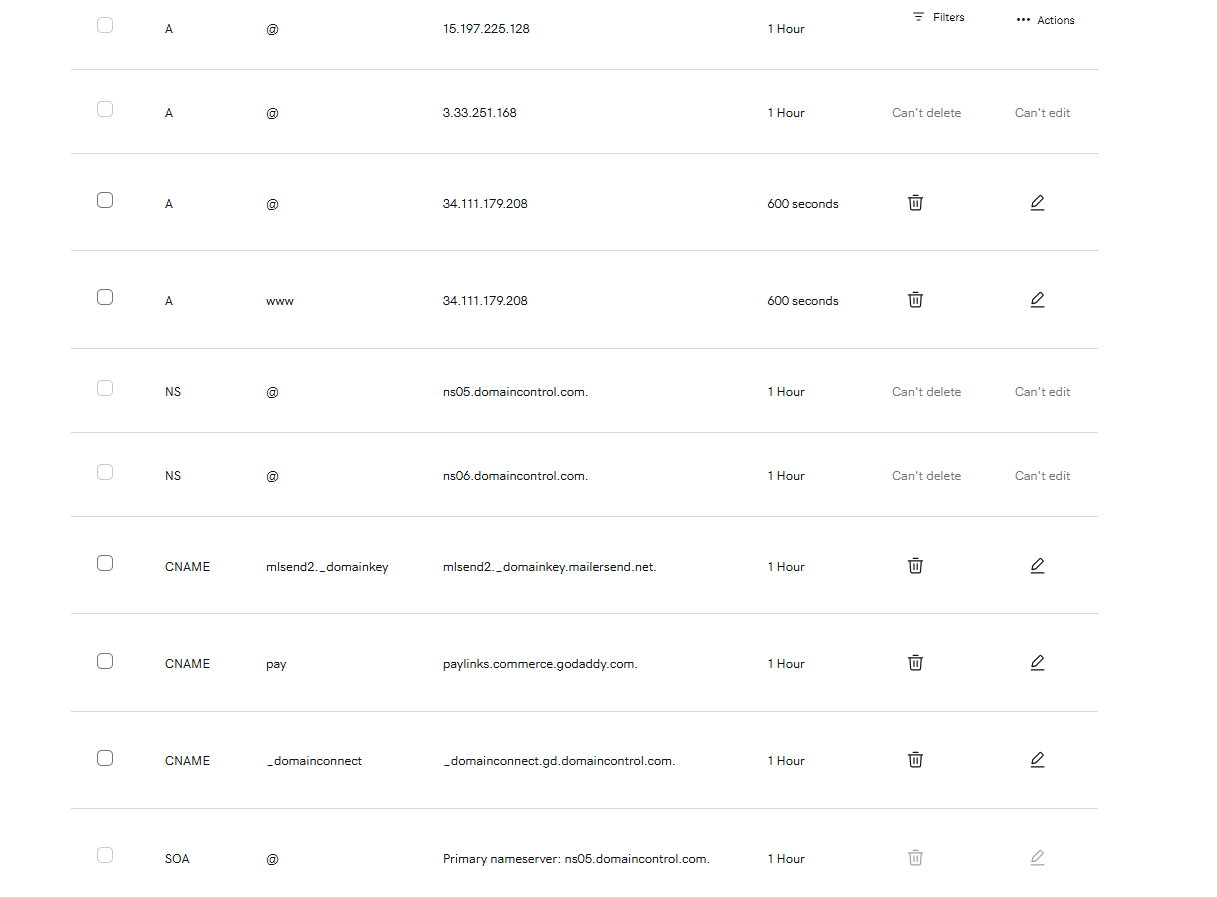 A @ 15.197.225.128 1 Hour Filters Actions
A @ 3.33.251.168 1 Hour Can't delete Can't edit
A @ 34.111.179.208 600 seconds
A www 34.111.179.208 600 seconds
NS @ ns05.domaincontrol.com. 1 Hour Can't delete Can't edit
NS @ ns06.domaincontrol.com. 1 Hour Can't delete Can't edit
CNAME mlsend2._domainkey mlsend2._domainkey.mailersend.net. 1 Hour
CNAME pay paylinks.commerce.godaddy.com. 1 Hour
CNAME _domainconnect _domainconnect.gd.domaincontrol.com. 1 Hour
SOA @ Primary nameserver: ns05.domaincontrol.com. 1 Hour